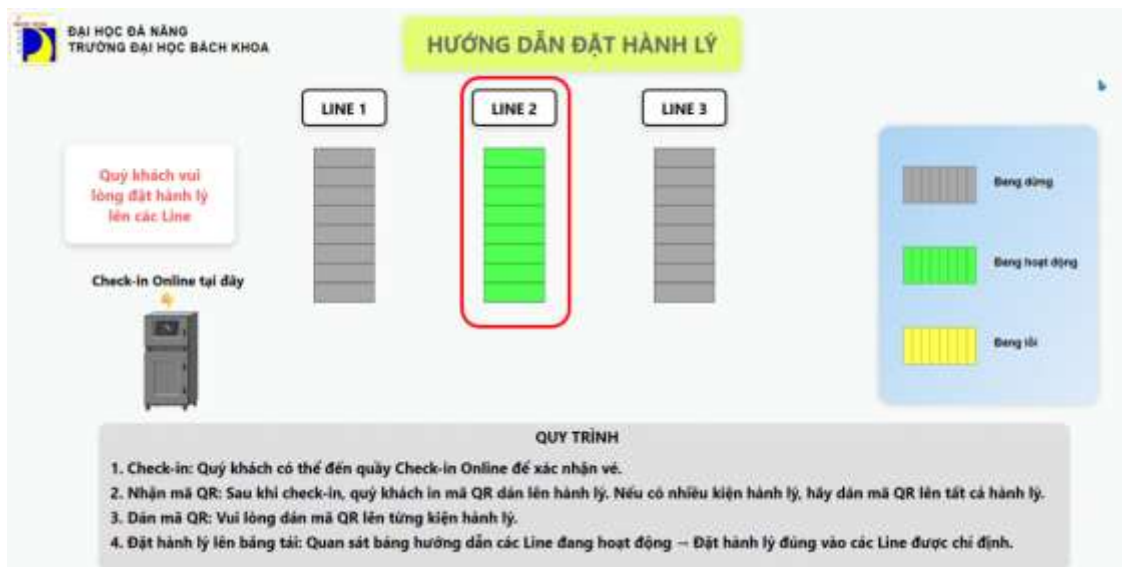 ĐẠI HỌC ĐÀ NẴNG
TRƯỜNG ĐẠI HỌC BÁCH KHOA
HƯỚNG DẪN ĐẶT HÀNH LÝ
LINE 1
LINE 2
LINE 3
Quý khách vui
lòng đặt hành lý
lên các Line
Check-in Online tại đây
Đang dừng
Đang hoạt động
Đang lỗi
QUY TRÌNH
1. Check-in: Quý khách có thể đến quầy Check-in Online để xác nhận vé.
2. Nhận mã QR: Sau khi check-in, quý khách in mã QR dán lên hành lý. Nếu có nhiều kiện hành lý, hãy dán mã QR lên tất cả hành lý.
3. Dán mã QR: Vui lòng dán mã QR lên từng kiện hành lý.
4. Đặt hành lý lên băng tải: Quan sát bảng hướng dẫn các Line đang hoạt động -- Đặt hành lý đúng vào các Line được chỉ định.